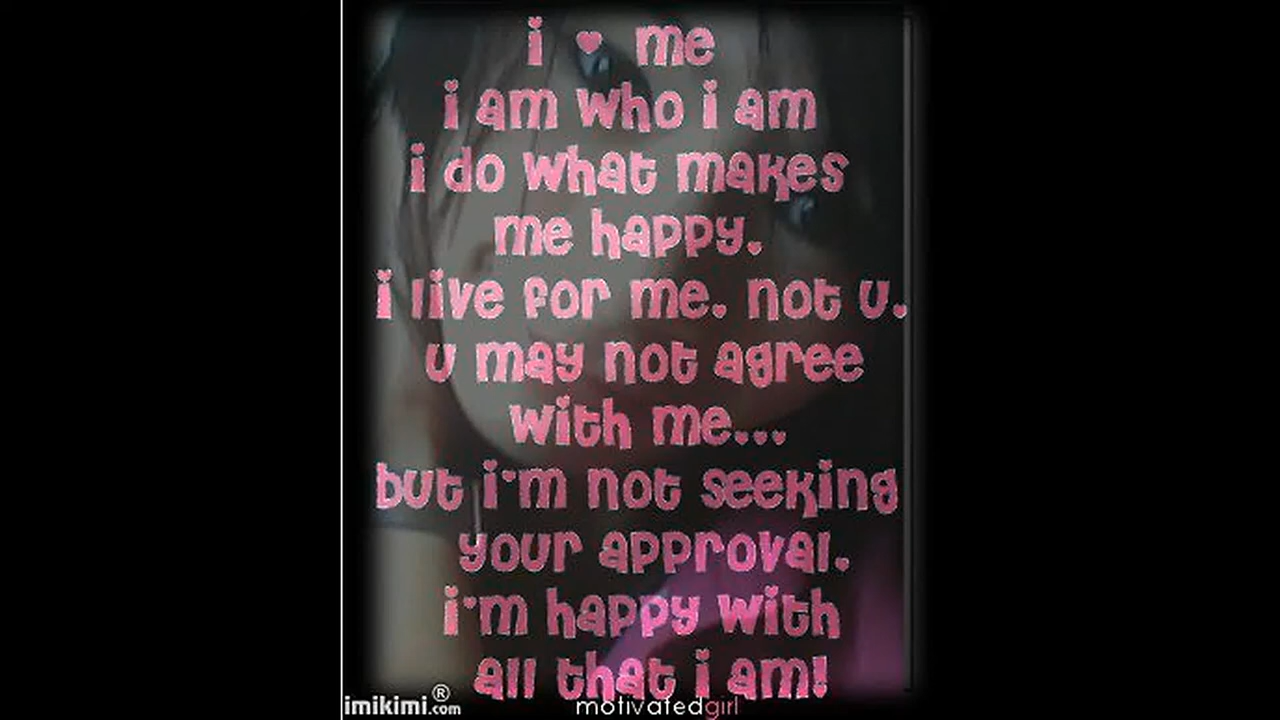 i ♥ me
i am who i am
i do what makes
me happy.
i live for me. not u.
u may not agree
with me...
but i'm not seeking
your approval.
i'm happy with
all that i am!
imikimi.com®
motivatedgirl